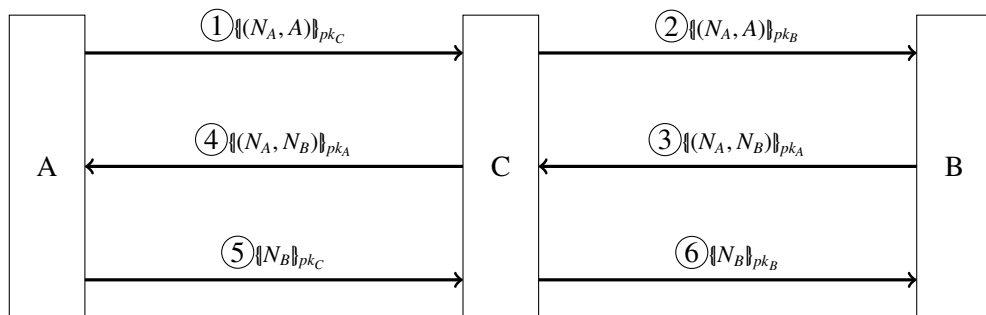 ① {|(N_A, A)|}_{pk_C} ② {|(N_A, A)|}_{pk_B}
④ {|(N_A, N_B)|}_{pk_A} ③ {|(N_A, N_B)|}_{pk_A}
A C B
⑤ {|N_B|}_{pk_C} ⑥ {|N_B|}_{pk_B}